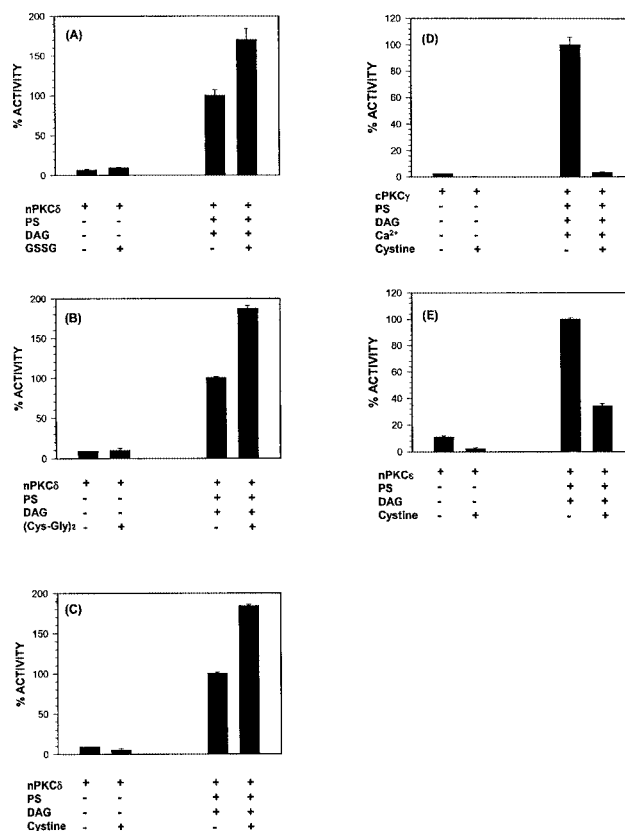 (A)
% ACTIVITY
200
150
100
50
0
nPKCδ + + + +
PS - - + +
DAG - - + +
GSSG - + - +
(B)
% ACTIVITY
200
150
100
50
0
nPKCδ + + + +
PS - - + +
DAG - - + +
(Cys-Gly)2 - + - +
(C)
% ACTIVITY
200
150
100
50
0
nPKCδ + + + +
PS - - + +
DAG - - + +
Cystine - + - +
(D)
% ACTIVITY
120
100
80
60
40
20
0
cPKCγ + + + +
PS - - + +
DAG - - + +
Ca²⁺ - - + +
Cystine - + - +
(E)
% ACTIVITY
120
100
80
60
40
20
0
nPKCε + + + +
PS - - + +
DAG - - + +
Cystine - + - +